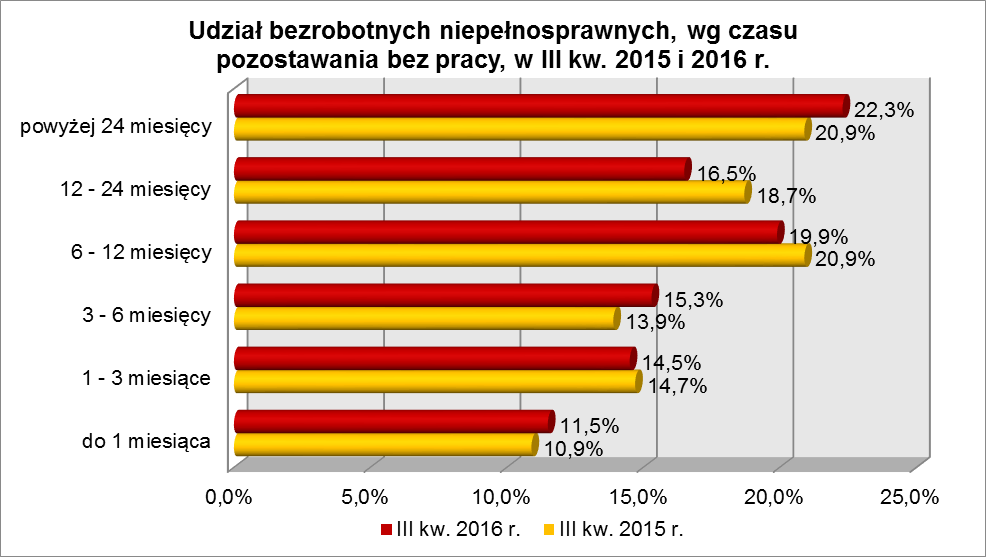 Udział bezrobotnych niepełnosprawnych, wg czasu
pozostawania bez pracy, w III kw. 2015 i 2016 r.
powyżej 24 miesięcy
22,3%
20,9%
12 - 24 miesięcy
16,5%
18,7%
6 - 12 miesięcy
19,9%
20,9%
3 - 6 miesięcy
15,3%
13,9%
1 - 3 miesiące
14,5%
14,7%
do 1 miesiąca
11,5%
10,9%
0,0% 5,0% 10,0% 15,0% 20,0% 25,0%
III kw. 2016 r. III kw. 2015 r.